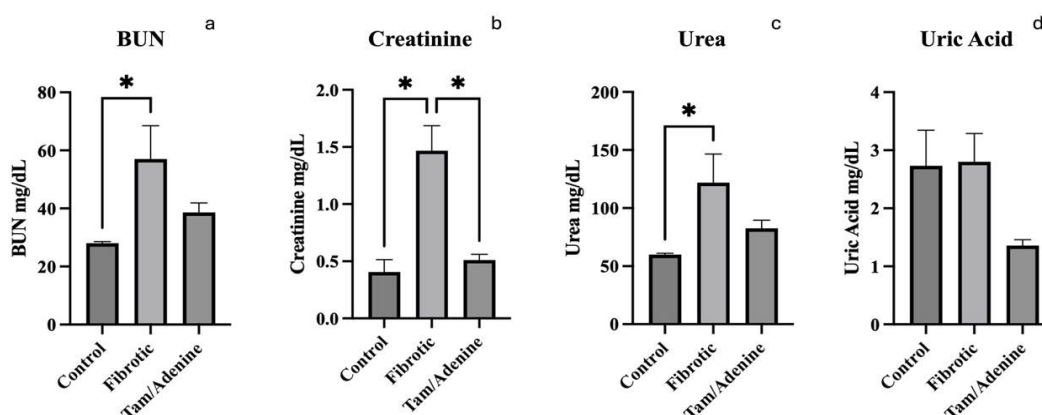 a
BUN
*
80
60
40
20
0
BUN mg/dL
Control
Fibrotic
Tam/Adenine
b
Creatinine
* *
2.0
1.5
1.0
0.5
0.0
Creatinine mg/dL
Control
Fibrotic
Tam/Adenine
c
Urea
*
200
150
100
50
0
Urea mg/dL
Control
Fibrotic
Tam/Adenine
d
Uric Acid
4
3
2
1
0
Uric Acid mg/dL
Control
Fibrotic
Tam/Adenine